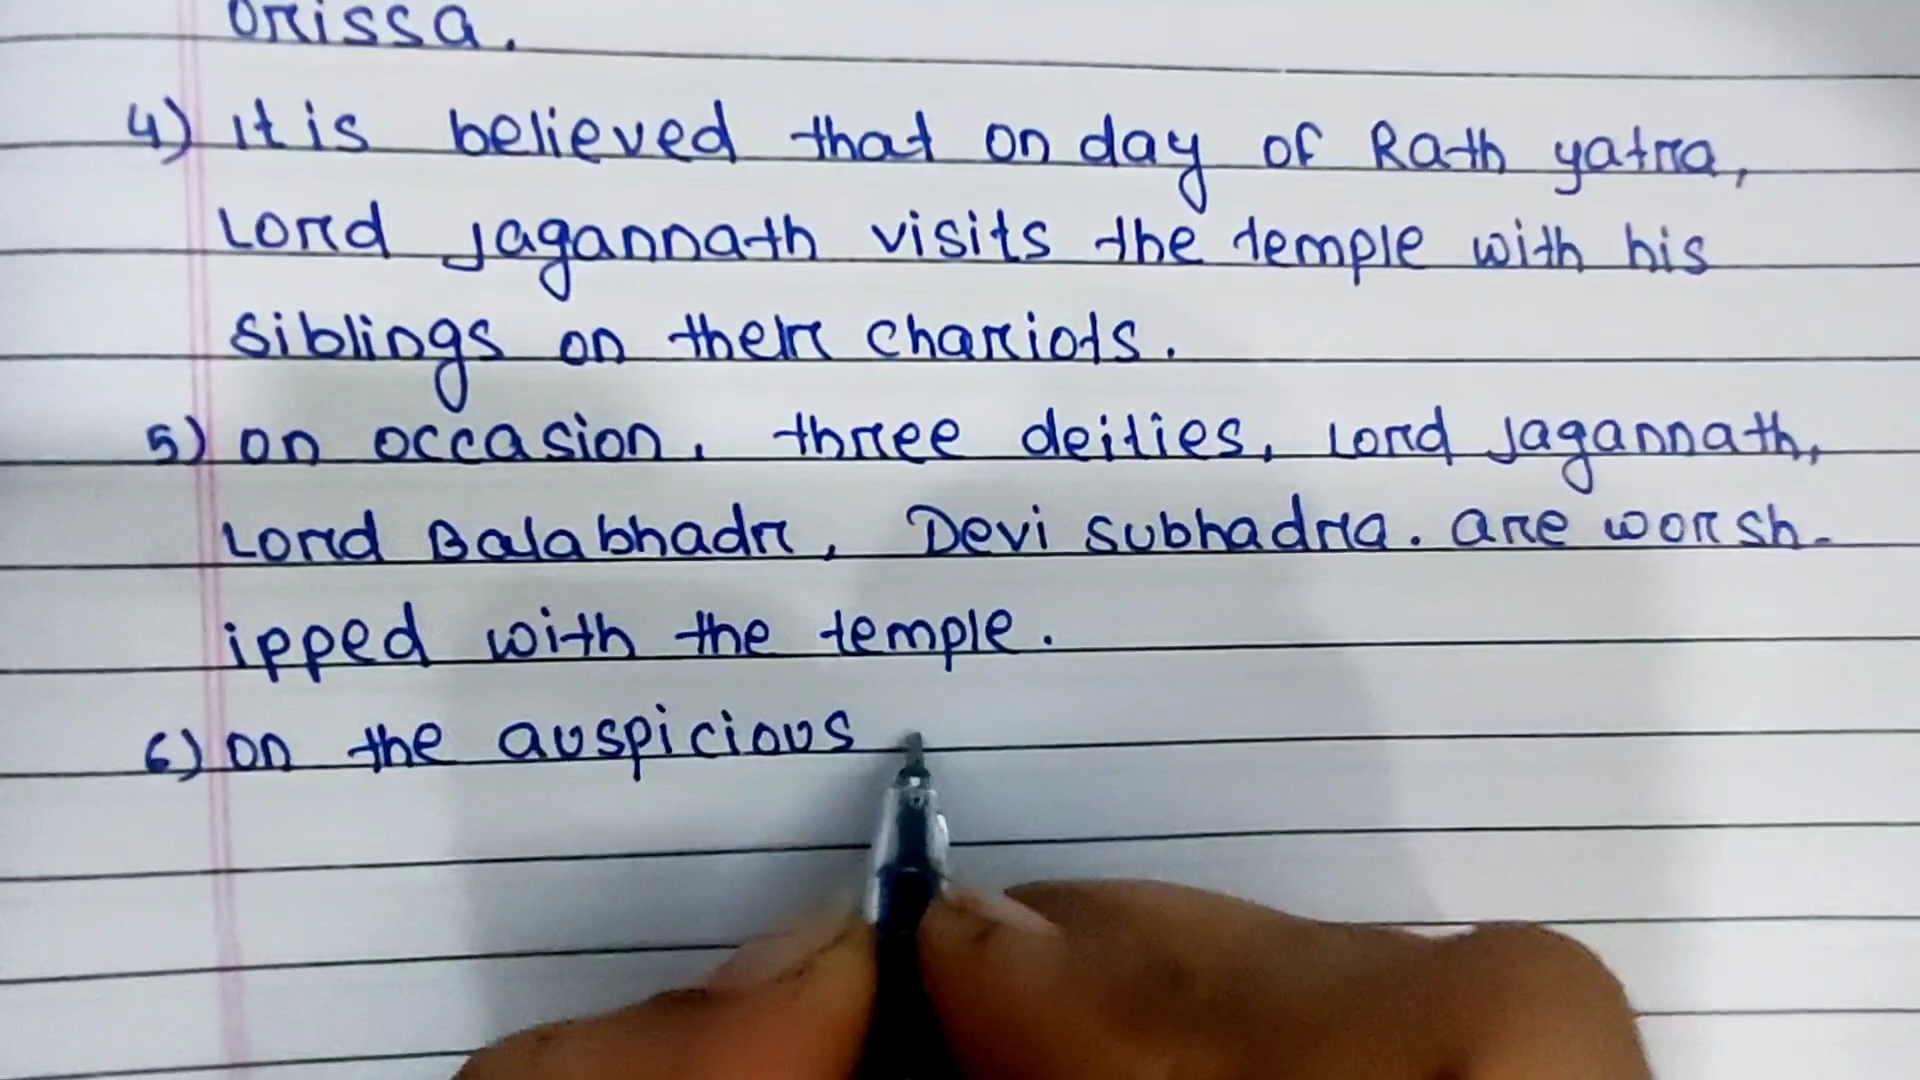 Orissa.
4) It is believed that on day of Rath yatra,
Lord Jagannath visits the temple with his
siblings on their chariots.
5) on occasion, three deities, Lord Jagannath,
Lord Balabhadr, Devi subhadra. are worsh-
ipped with the temple.
6) on the auspicious